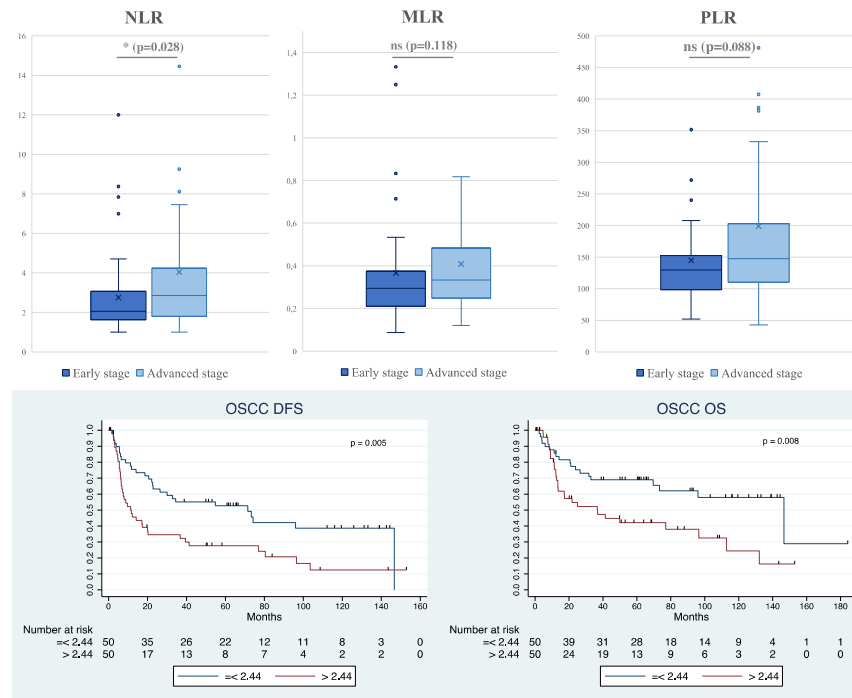 NLR
* (p=0.028)
16
14
12
10
8
6
4
2
0
Early stage Advanced stage
MLR
ns (p=0.118)
1,4
1,2
1
0,8
0,6
0,4
0,2
0
Early stage Advanced stage
PLR
ns (p=0.088)
500
450
400
350
300
250
200
150
100
50
0
Early stage Advanced stage
OSCC DFS
p = 0.005
1.0
0.9
0.8
0.7
0.6
0.5
0.4
0.3
0.2
0.1
0.0
0 20 40 60 80 100 120 140 160
Months
Number at risk
=< 2.44 50 35 26 22 12 11 8 3 0
> 2.44 50 17 13 8 7 4 2 2 0
=< 2.44 > 2.44
OSCC OS
p = 0.008
1.0
0.9
0.8
0.7
0.6
0.5
0.4
0.3
0.2
0.1
0.0
0 20 40 60 80 100 120 140 160 180
Months
Number at risk
=< 2.44 50 39 31 28 18 14 9 4 1 1
> 2.44 50 24 19 13 9 6 3 2 0 0
=< 2.44 > 2.44